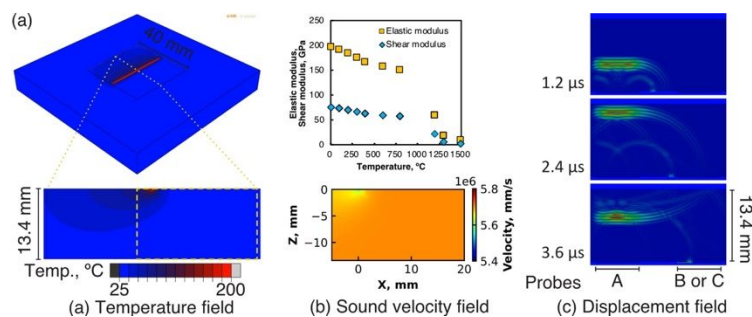 (a)
40 mm
13.4 mm
Temp., ºC
25
200
(a) Temperature field
250
200
150
100
50
0
Elastic modulus,
Shear modulus, GPa
Elastic modulus
Shear modulus
0 250 500 750 1000 1250 1500
Temperature, ºC
1e6
0
−5
−10
Z, mm
0
10
20
X, mm
5.8
5.6
5.4
Velocity, mm/s
(b) Sound velocity field
(c)
1.2 µs
2.4 µs
3.6 µs
13.4 mm
Probes
A
B or C
(c) Displacement field